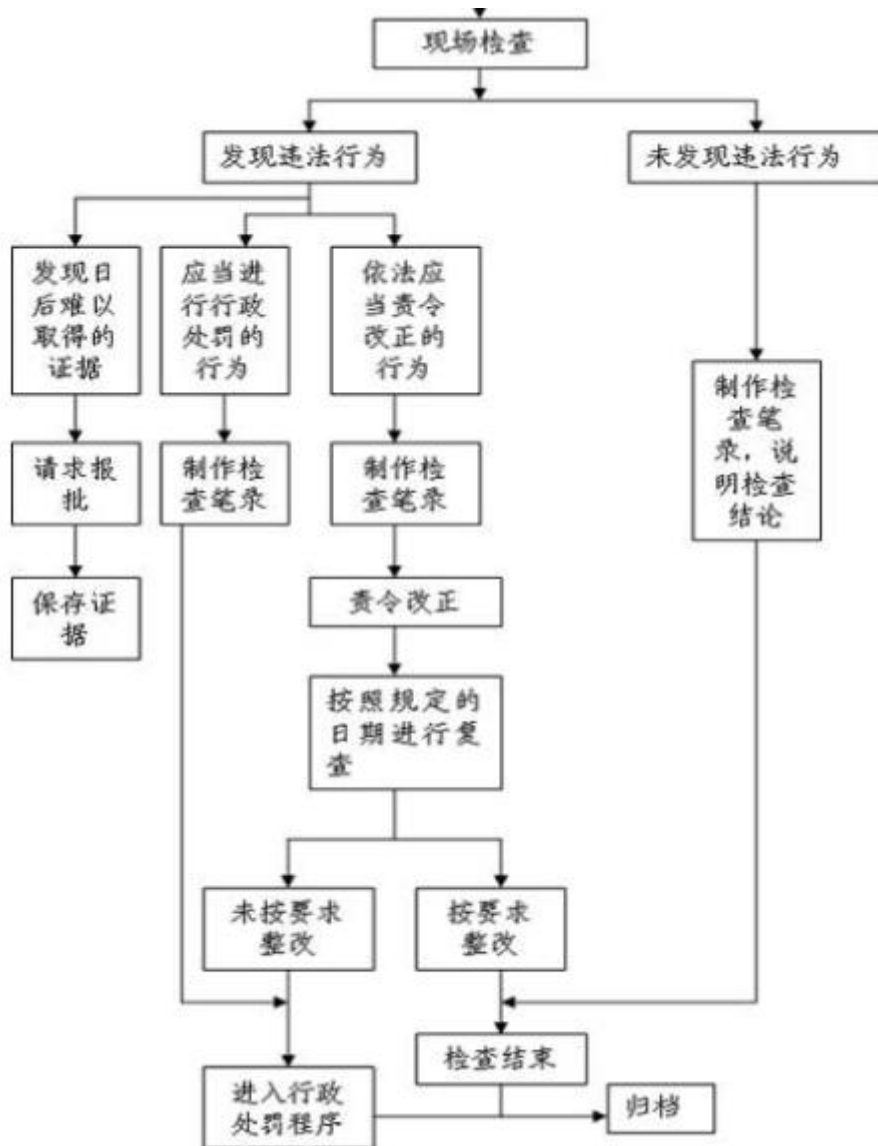 现场检查
发现违法行为
未发现违法行为
发现日
后难以
取得的
证据
应当进
行行政
处罚的
行为
依法应
当责令
改正的
行为
制作检
查笔
录，说
明检查
结论
请求报
批
制作检
查笔录
制作检
查笔录
保存证
据
责令改正
按照规定的
日期进行复
查
未按要求
整改
按要求
整改
检查结束
进入行政
处罚程序
归档